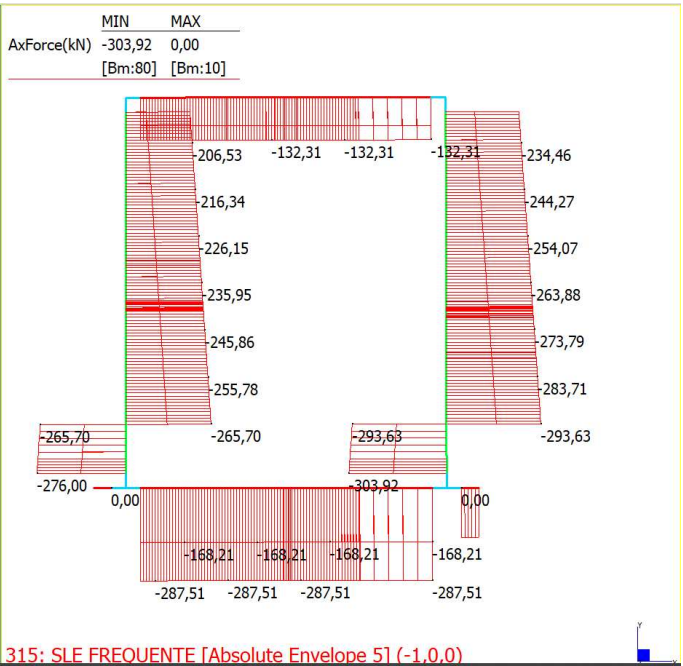 MIN MAX
AxForce(kN) -303,92 0,00
[Bm:80] [Bm:10]
-206,53 -132,31 -132,31 -132,31 234,46
-216,34 -244,27
-226,15 -254,07
-235,95 -263,88
-245,86 -273,79
-255,78 -283,71
-265,70 -265,70 -293,63 -293,63
-276,00 -303,92
0,00 0,00
-168,21 -168,21 -168,21 -168,21
-287,51 -287,51 -287,51 -287,51
Y
315: SLE FREQUENTE [Absolute Envelope 5] (-1,0,0)